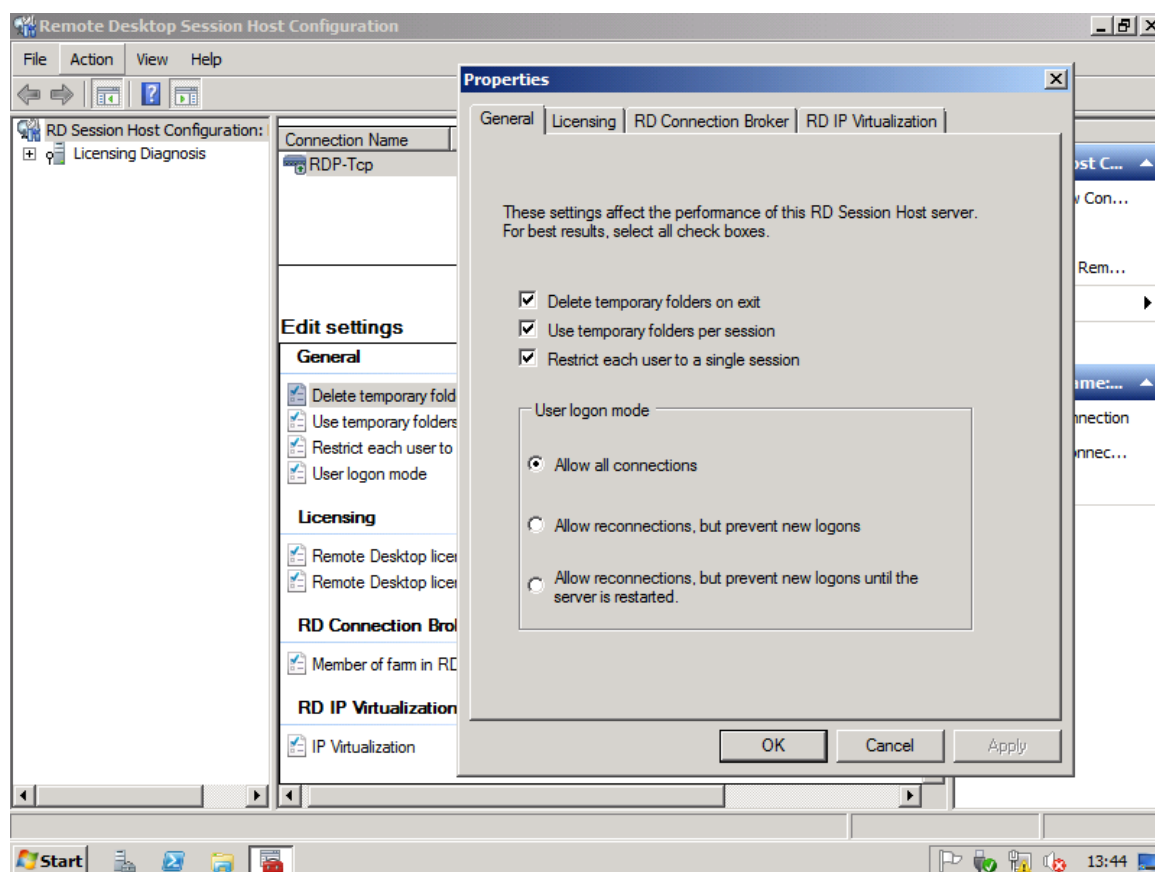 Remote Desktop Session Host Configuration
File Action View Help
RD Session Host Configuration:
Licensing Diagnosis
Connection Name
RDP-Tcp
Edit settings
General
Delete temporary fold
Use temporary folders
Restrict each user to
User logon mode
Licensing
Remote Desktop licen
Remote Desktop licen
RD Connection Brok
Member of farm in RD
RD IP Virtualization
IP Virtualization
Properties
General Licensing RD Connection Broker RD IP Virtualization
These settings affect the performance of this RD Session Host server.
For best results, select all check boxes.
Delete temporary folders on exit
Use temporary folders per session
Restrict each user to a single session
User logon mode
Allow all connections
Allow reconnections, but prevent new logons
Allow reconnections, but prevent new logons until the
server is restarted.
OK Cancel Apply
ost C...
Con...
Rem...
ame:...
nnection
onnec...
Start
13:44